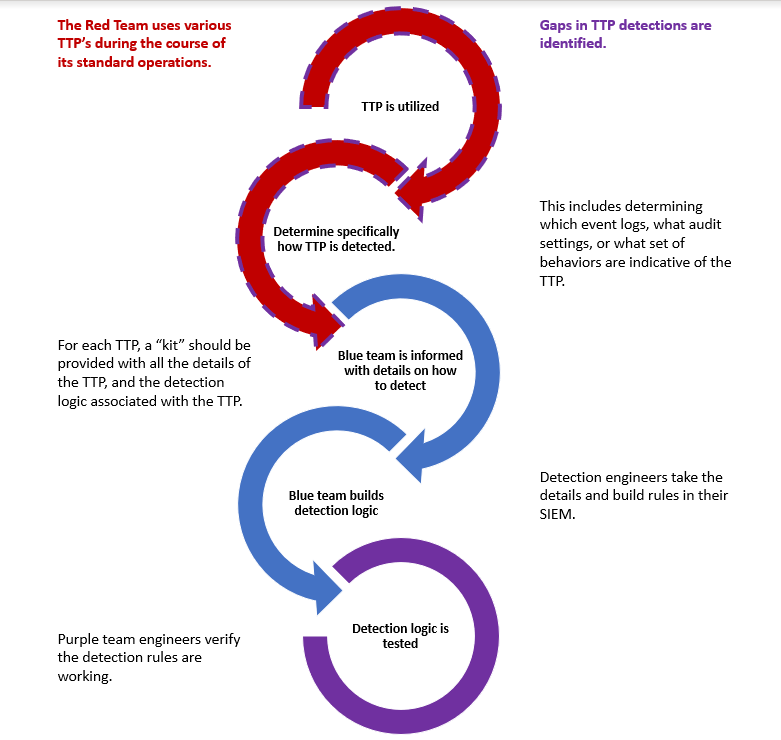 The Red Team uses various
TTP’s during the course of
its standard operations.
Gaps in TTP detections are
identified.
TTP is utilized
This includes determining
which event logs, what audit
settings, or what set of
behaviors are indicative of the
TTP.
Determine specifically
how TTP is detected.
For each TTP, a “kit” should be
provided with all the details of
the TTP, and the detection
logic associated with the TTP.
Blue team is informed
with details on how
to detect
Detection engineers take the
details and build rules in their
SIEM.
Blue team builds
detection logic
Purple team engineers verify
the detection rules are
working.
Detection logic is
tested